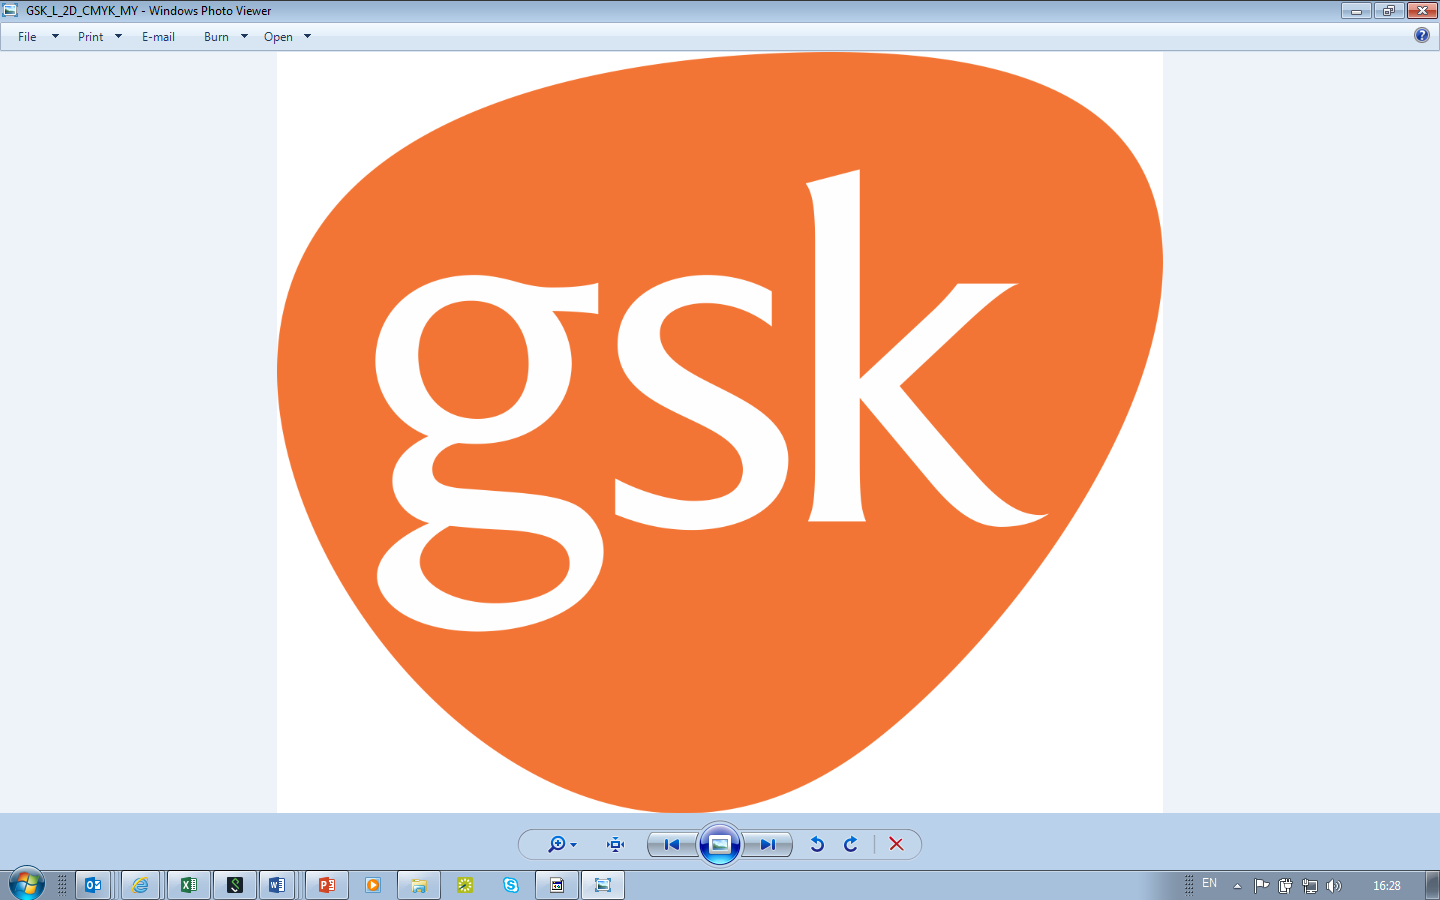 GSK_L_2D_CMYK_MY - Windows Photo Viewer
File Print E-mail Burn Open
gsk
EN 16:28